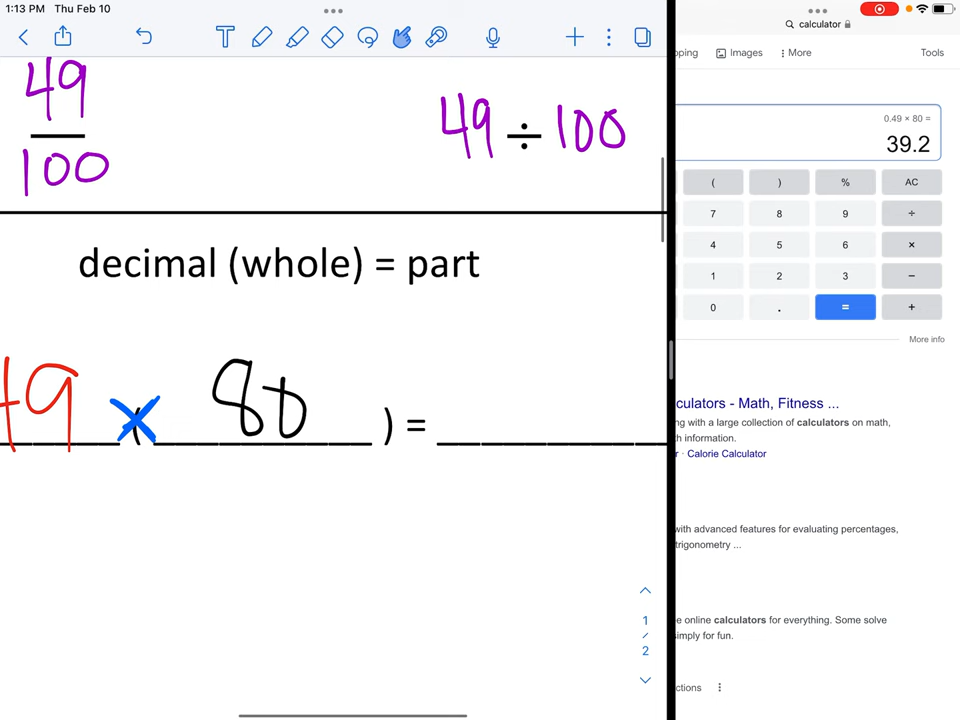 1:13 PM Thu Feb 10
calculator
pping Images More Tools
49
100
49 ÷ 100
0.49 × 80 =
39.2
( ) % AC
7 8 9 ÷
4 5 6 ×
1 2 3 −
0 . = +
More info
decimal (whole) = part
49 x ( 80 ) =
culators - Math, Fitness ...
ng with a large collection of calculators on math,
h information.
r · Calorie Calculator
with advanced features for evaluating percentages,
trigonometry ...
1
/
2
e online calculators for everything. Some solve
simply for fun.
ctions